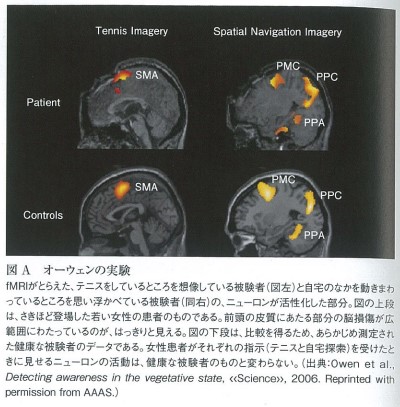 Tennis Imagery
Spatial Navigation Imagery
Patient
SMA
PMC
PPC
PPA
Controls
SMA
PMC
PPC
PPA
図 A オーウェンの実験
fMRIがとらえた、テニスをしているところを想像している被験者(図左)と自宅のなかを動きまわ
っているところを思い浮かべている被験者(同右)の、ニューロンが活性化した部分。図の上段
は、さきほど登場した若い女性の患者のものである。前頭の皮質にあたる部分の脳損傷が広
範囲にわたっているのが、はっきりと見える。図の下段は、比較を得るため、あらかじめ測定され
た健康な被験者のデータである。女性患者がそれぞれの指示(テニスと自宅探索)を受けたと
きに見せるニューロンの活動は、健康な被験者のものと変わらない。(出典:Owen et al.,
Detecting awareness in the vegetative state, <<Science>>, 2006. Reprinted with
permission from AAAS.)